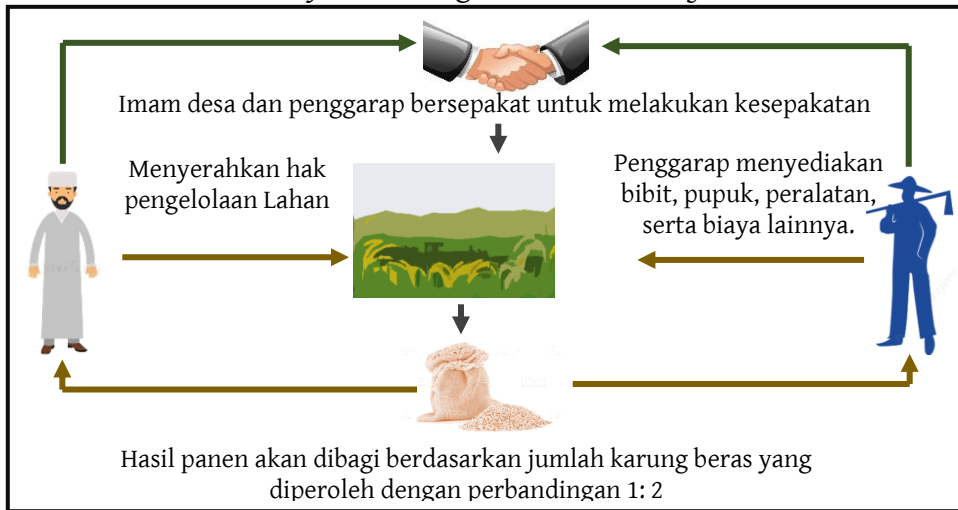 Imam desa dan penggarap bersepakat untuk melakukan kesepakatan
Menyerahkan hak
pengelolaan Lahan
Penggarap menyediakan
bibit, pupuk, peralatan,
serta biaya lainnya.
Hasil panen akan dibagi berdasarkan jumlah karung beras yang
diperoleh dengan perbandingan 1: 2